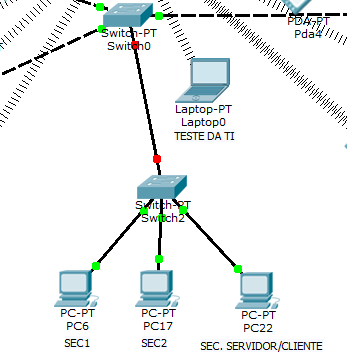 Switch-PT
Switch0
PDA-PT
Pda4
Laptop-PT
Laptop0
TESTE DA TI
Switch-PT
Switch2
PC-PT
PC6
SEC1
PC-PT
PC17
SEC2
PC-PT
PC22
SEC. SERVIDOR/CLIENTE